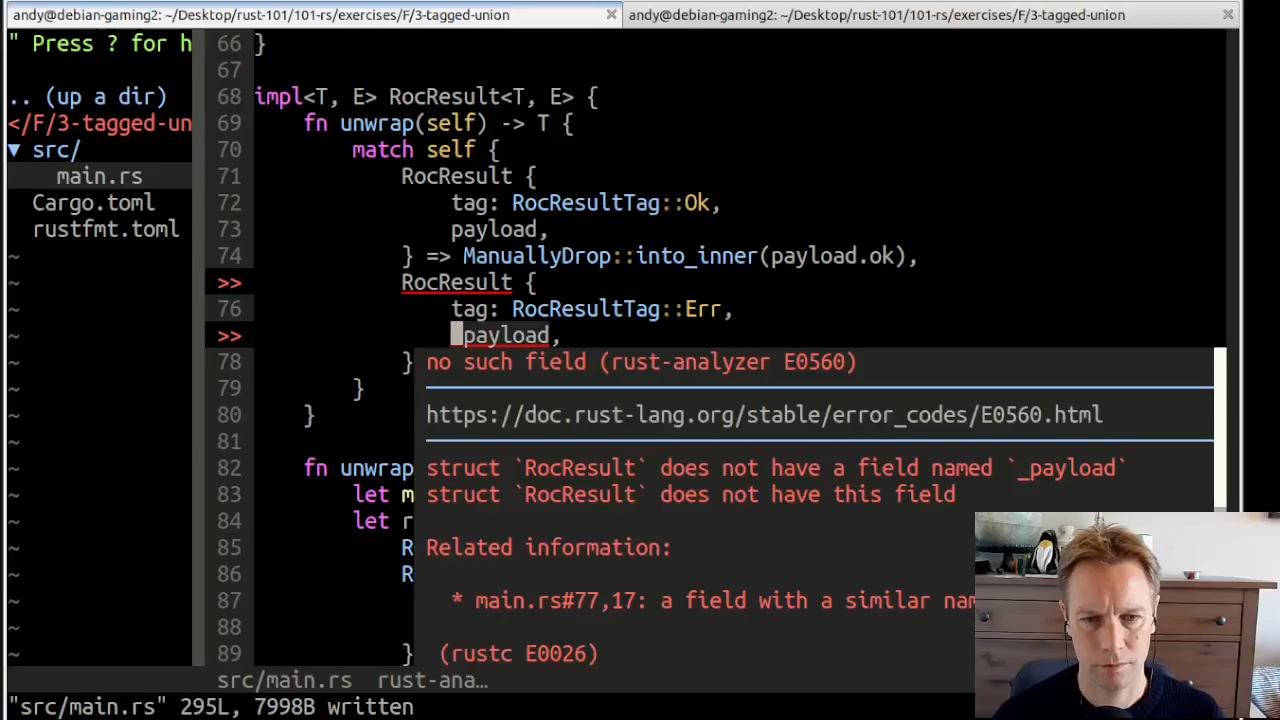 andy@debian-gaming2: ~/Desktop/rust-101/101-rs/exercises/F/3-tagged-union
andy@debian-gaming2: ~/Desktop/rust-101/101-rs/exercises/F/3-tagged-union
" Press ? for h
.. (up a dir)
</F/3-tagged-un
▼ src/
main.rs
Cargo.toml
rustfmt.toml
66 }
67
68 impl<T, E> RocResult<T, E> {
69 fn unwrap(self) -> T {
70 match self {
71 RocResult {
72 tag: RocResultTag::Ok,
73 payload,
74 } => ManuallyDrop::into_inner(payload.ok),
>> RocResult {
76 tag: RocResultTag::Err,
>> payload,
78 }
79 }
80 }
81
82 fn unwrap
83 let m
84 let r
85 R
86 R
87
88
89 }
no such field (rust-analyzer E0560)
https://doc.rust-lang.org/stable/error_codes/E0560.html
struct `RocResult` does not have a field named `_payload`
struct `RocResult` does not have this field
Related information:
* main.rs#77,17: a field with a similar nam
(rustc E0026)
src/main.rs rust-ana…
"src/main.rs" 295L, 7998B written